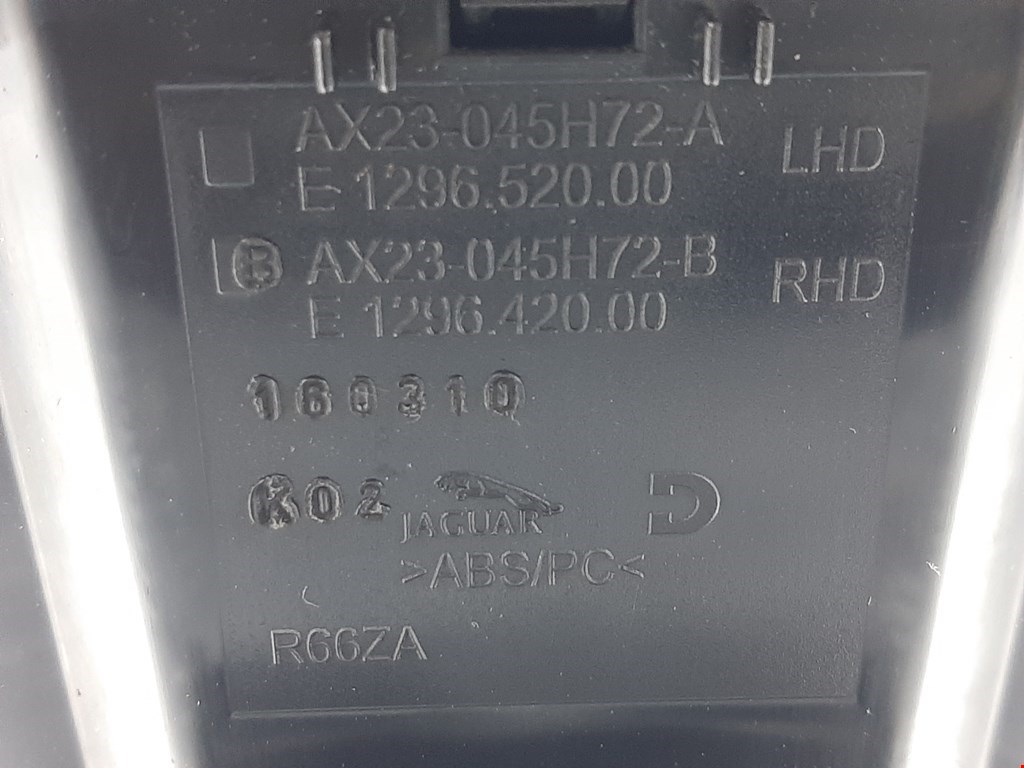 AX23-045H72-A LHD
E 1296.520.00
B AX23-045H72-B RHD
E 1296.420.00
160310
K02 JAGUAR
>ABS/PC<
R66ZA